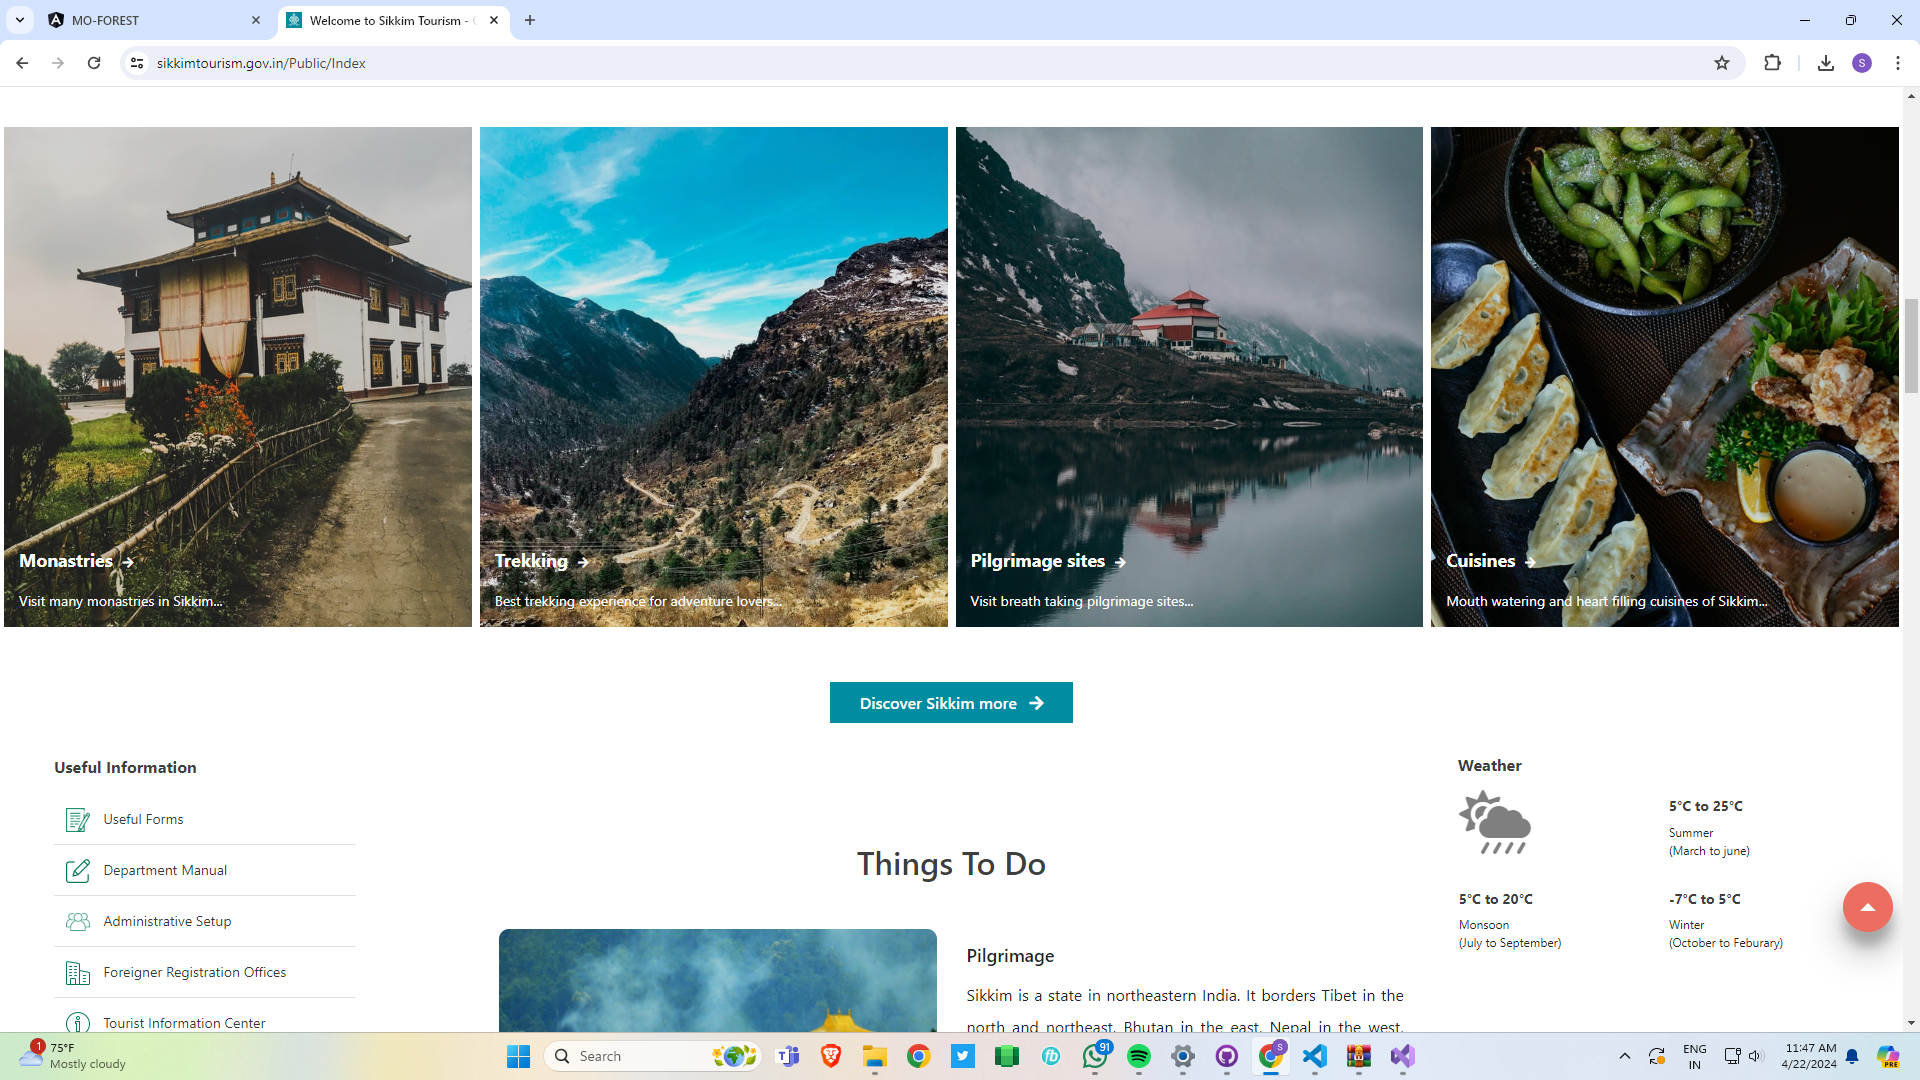 MO-FOREST
Welcome to Sikkim Tourism -
sikkimtourism.gov.in/Public/Index
S
Monastries →
Visit many monastries in Sikkim...
Trekking →
Best trekking experience for adventure lovers...
Pilgrimage sites →
Visit breath taking pilgrimage sites...
Cuisines →
Mouth watering and heart filling cuisines of Sikkim...
Discover Sikkim more →
Useful Information
Useful Forms
Department Manual
Administrative Setup
Foreigner Registration Offices
Tourist Information Center
Things To Do
Pilgrimage
Sikkim is a state in northeastern India. It borders Tibet in the
north and northeast, Bhutan in the east, Nepal in the west,
Weather
5°C to 25°C
Summer
(March to june)
5°C to 20°C
Monsoon
(July to September)
-7°C to 5°C
Winter
(October to Feburary)
1
75°F
Mostly cloudy
Search
91
S
ENG
IN
11:47 AM
4/22/2024
PRE